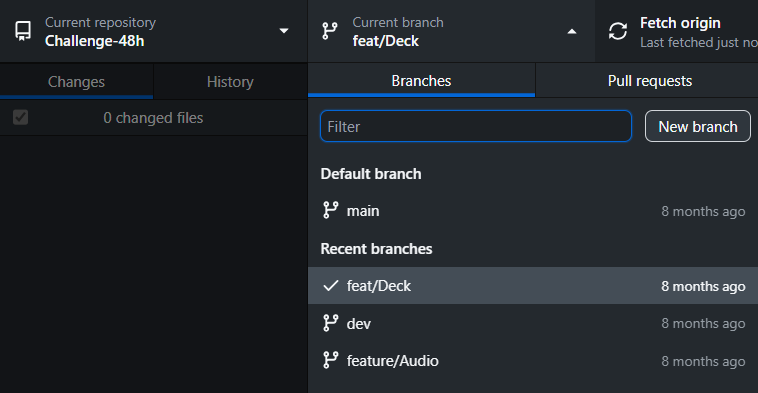 Current repository
Challenge-48h
Current branch
feat/Deck
Fetch origin
Last fetched just no
Changes
History
Branches
Pull requests
0 changed files
Filter
New branch
Default branch
main 8 months ago
Recent branches
feat/Deck 8 months ago
dev 8 months ago
feature/Audio 8 months ago